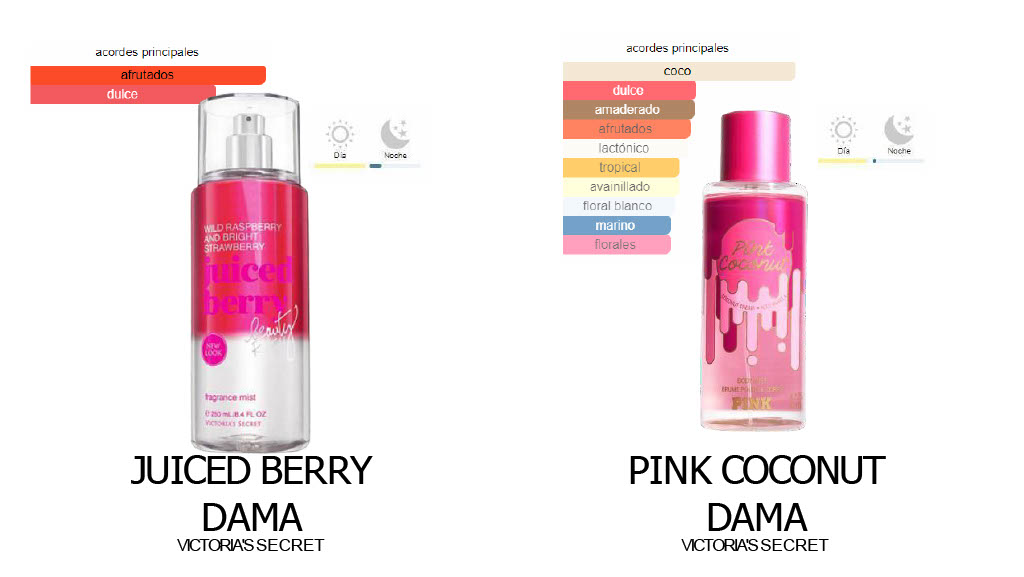 acordes principales
afrutados
dulce
Día
Noche
WILD RASPBERRY
AND BRIGHT
STRAWBERRY
juiced
berry
beauty
NEW
LOOK
fragrance mist
250 mL/8.4 FL OZ
VICTORIA'S SECRET
JUICED BERRY
DAMA
VICTORIA'S SECRET
acordes principales
coco
dulce
amaderado
afrutados
lactónico
tropical
avainillado
floral blanco
marino
florales
Día
Noche
Pink
Coconut
PINK
PINK COCONUT
DAMA
VICTORIA'S SECRET